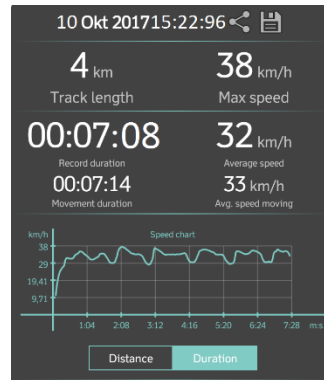 10 Okt 201715:22:96
4 km
38 km/h
Track length
Max speed
00:07:08
32 km/h
Record duration
Average speed
00:07:14
33 km/h
Movement duration
Avg. speed moving
km/h
Speed chart
38
29
19,41
9,71
1:04 2:08 3:12 4:16 5:20 6:24 7:28 m:s
Distance
Duration